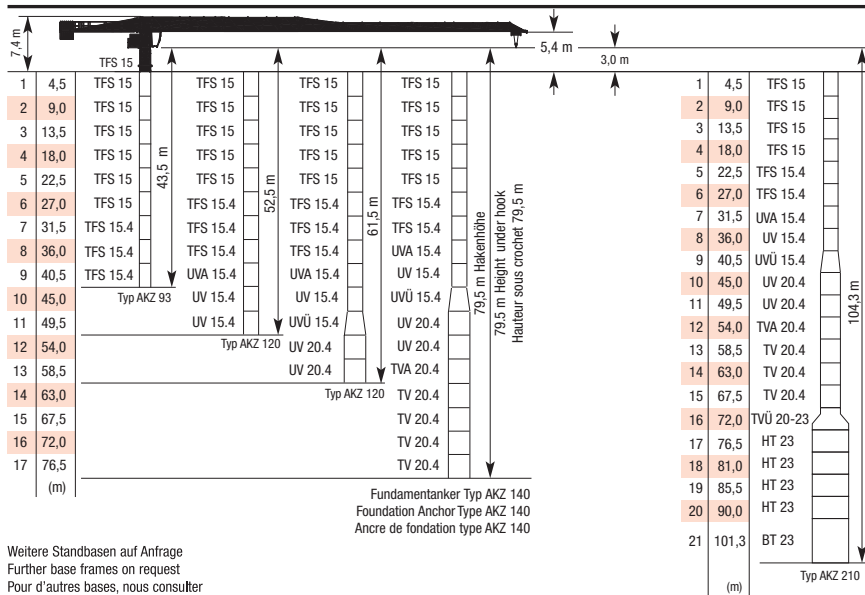 7,4 m
5,4 m
3,0 m
TFS 15
1 4,5 TFS 15 TFS 15 TFS 15 TFS 15
2 9,0 TFS 15 TFS 15 TFS 15 TFS 15
3 13,5 TFS 15 TFS 15 TFS 15 TFS 15
4 18,0 TFS 15 TFS 15 TFS 15 TFS 15
5 22,5 TFS 15 TFS 15 TFS 15 TFS 15
6 27,0 TFS 15 TFS 15.4 TFS 15.4 TFS 15.4
7 31,5 TFS 15.4 TFS 15.4 TFS 15.4 TFS 15.4
8 36,0 TFS 15.4 TFS 15.4 TFS 15.4 UVA 15.4
9 40,5 TFS 15.4 UVA 15.4 UVA 15.4 UV 15.4
10 45,0 UV 15.4 UV 15.4 UVÜ 15.4
11 49,5 UV 15.4 UVÜ 15.4 UV 20.4
12 54,0 UV 20.4 UV 20.4
13 58,5 UV 20.4 TVA 20.4
14 63,0 TV 20.4
15 67,5 TV 20.4
16 72,0 TV 20.4
17 76,5 TV 20.4
(m)
43,5 m
Typ AKZ 93
52,5 m
Typ AKZ 120
61,5 m
Typ AKZ 120
79,5 m Hakenhöhe
79,5 m Height under hook
Hauteur sous crochet 79,5 m
Fundamentanker Typ AKZ 140
Foundation Anchor Type AKZ 140
Ancre de fondation type AKZ 140
1 4,5 TFS 15
2 9,0 TFS 15
3 13,5 TFS 15
4 18,0 TFS 15
5 22,5 TFS 15.4
6 27,0 TFS 15.4
7 31,5 UVA 15.4
8 36,0 UV 15.4
9 40,5 UVÜ 15.4
10 45,0 UV 20.4
11 49,5 UV 20.4
12 54,0 TVA 20.4
13 58,5 TV 20.4
14 63,0 TV 20.4
15 67,5 TV 20.4
16 72,0 TVÜ 20-23
17 76,5 HT 23
18 81,0 HT 23
19 85,5 HT 23
20 90,0 HT 23
21 101,3 BT 23
(m)
104,3 m
Typ AKZ 210
Weitere Standbasen auf Anfrage
Further base frames on request
Pour d'autres bases, nous consulter